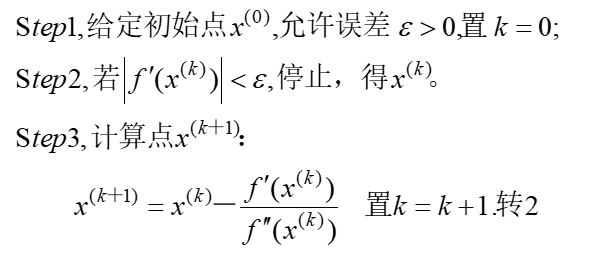 Step1,给定初始点x^(0),允许误差 ε>0,置 k=0;
Step2,若|f′(x^(k))|<ε,停止，得x^(k)。
Step3,计算点x^(k+1)：
x^(k+1) = x^(k) − f′(x^(k)) / f″(x^(k)) 置k=k+1.转2